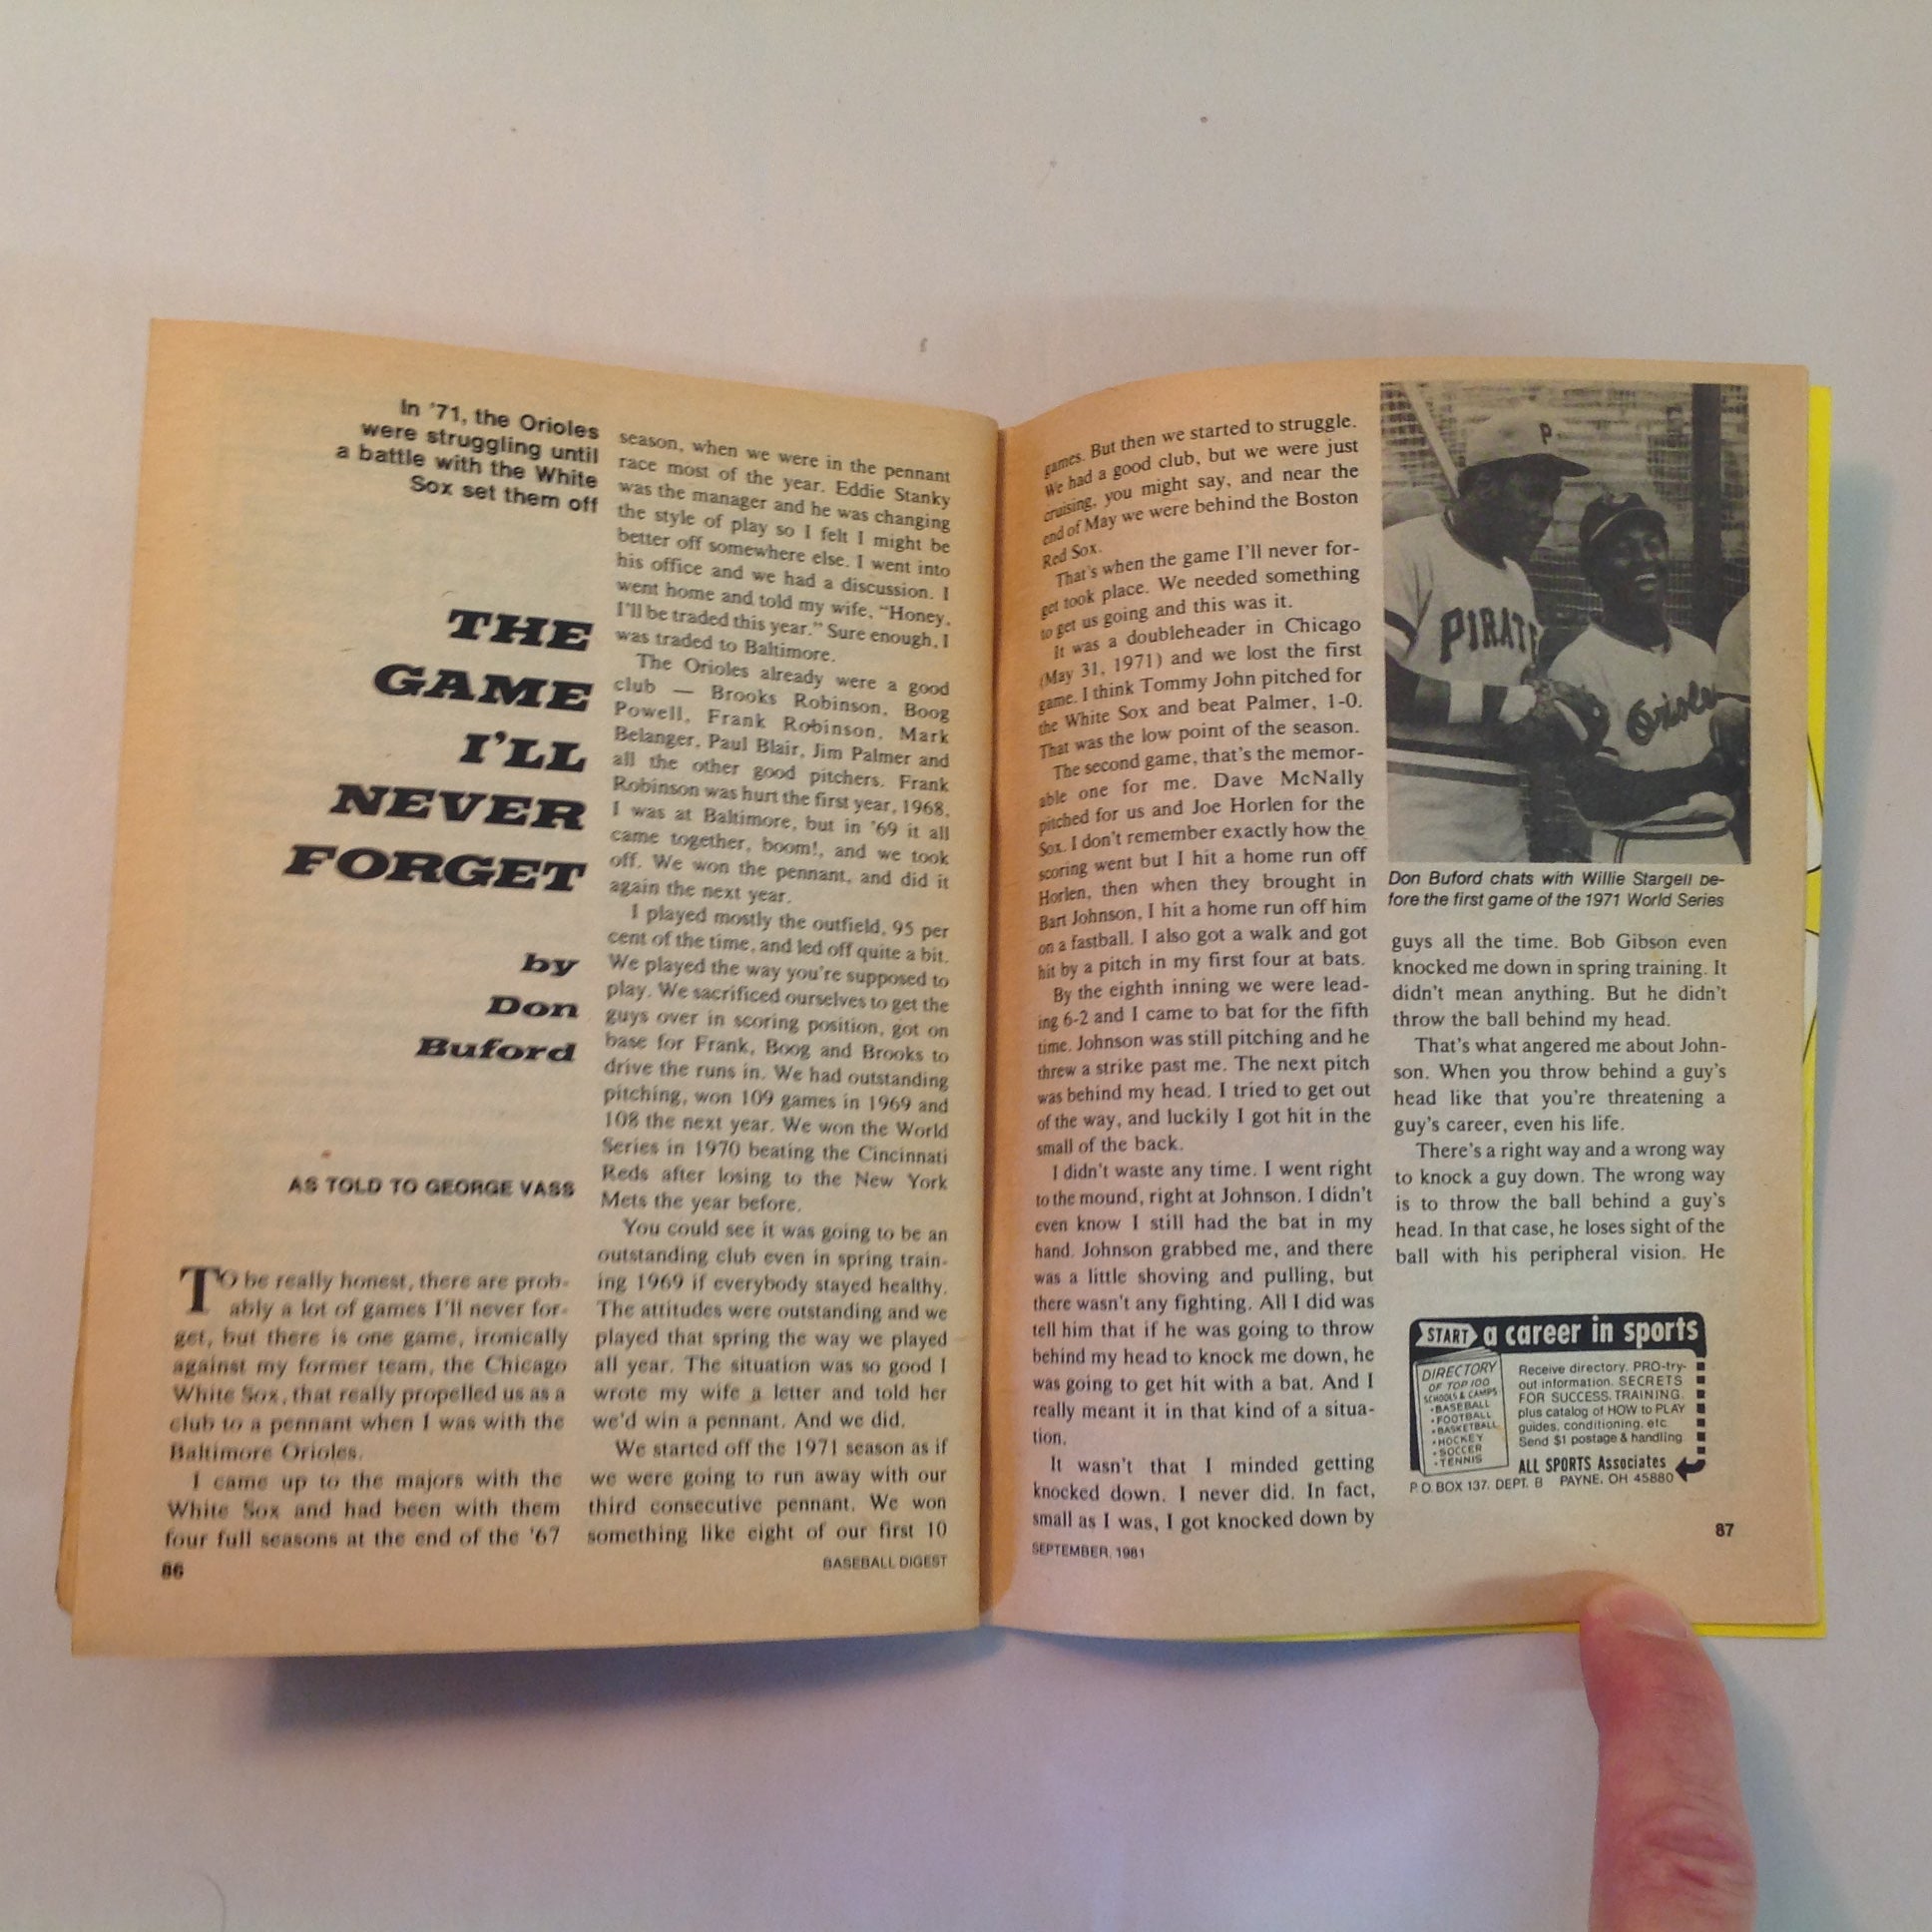 In '71, the Orioles
were struggling until
a battle with the White
Sox set them off
THE
GAME
I'LL
NEVER
FORGET
by
Don
Buford
AS TOLD TO GEORGE VASS
To be really honest, there are prob-
ably a lot of games I'll never for-
get, but there is one game, ironically
against my former team, the Chicago
White Sox, that really propelled us as a
club to a pennant when I was with the
Baltimore Orioles.
I came up to the majors with the
White Sox and had been with them
four full seasons at the end of the '67
86
season, when we were in the pennant
race most of the year. Eddie Stanky
was the manager and he was changing
the style of play so I felt I might be
better off somewhere else. I went into
his office and we had a discussion. I
went home and told my wife, "Honey,
I'll be traded this year." Sure enough, I
was traded to Baltimore.
The Orioles already were a good
club — Brooks Robinson, Boog
Powell, Frank Robinson, Mark
Belanger, Paul Blair, Jim Palmer and
all the other good pitchers. Frank
Robinson was hurt the first year, 1968,
I was at Baltimore, but in '69 it all
came together, boom!, and we took
off. We won the pennant, and did it
again the next year.
I played mostly the outfield, 95 per
cent of the time, and led off quite a bit.
We played the way you're supposed to
play. We sacrificed ourselves to get the
guys over in scoring position, got on
base for Frank, Boog and Brooks to
drive the runs in. We had outstanding
pitching, won 109 games in 1969 and
108 the next year. We won the World
Series in 1970 beating the Cincinnati
Reds after losing to the New York
Mets the year before.
You could see it was going to be an
outstanding club even in spring train-
ing 1969 if everybody stayed healthy.
The attitudes were outstanding and we
played that spring the way we played
all year. The situation was so good I
wrote my wife a letter and told her
we'd win a pennant. And we did.
We started off the 1971 season as if
we were going to run away with our
third consecutive pennant. We won
something like eight of our first 10
BASEBALL DIGEST
games. But then we started to struggle.
We had a good club, but we were just
cruising, you might say, and near the
end of May we were behind the Boston
Red Sox.
That's when the game I'll never for-
get took place. We needed something
to get us going and this was it.
It was a doubleheader in Chicago
(May 31, 1971) and we lost the first
game. I think Tommy John pitched for
the White Sox and beat Palmer, 1-0.
That was the low point of the season.
The second game, that's the memor-
able one for me. Dave McNally
pitched for us and Joe Horlen for the
Sox. I don't remember exactly how the
scoring went but I hit a home run off
Horlen, then when they brought in
Bart Johnson, I hit a home run off him
on a fastball. I also got a walk and got
hit by a pitch in my first four at bats.
By the eighth inning we were lead-
ing 6-2 and I came to bat for the fifth
time. Johnson was still pitching and he
threw a strike past me. The next pitch
was behind my head. I tried to get out
of the way, and luckily I got hit in the
small of the back.
I didn't waste any time. I went right
to the mound, right at Johnson. I didn't
even know I still had the bat in my
hand. Johnson grabbed me, and there
was a little shoving and pulling, but
there wasn't any fighting. All I did was
tell him that if he was going to throw
behind my head to knock me down, he
was going to get hit with a bat. And I
really meant it in that kind of a situa-
tion.
It wasn't that I minded getting
knocked down. I never did. In fact,
small as I was, I got knocked down by
SEPTEMBER, 1981
P
PIRATE
Orioles
Don Buford chats with Willie Stargell be-
fore the first game of the 1971 World Series
guys all the time. Bob Gibson even
knocked me down in spring training. It
didn't mean anything. But he didn't
throw the ball behind my head.
That's what angered me about John-
son. When you throw behind a guy's
head like that you're threatening a
guy's career, even his life.
There's a right way and a wrong way
to knock a guy down. The wrong way
is to throw the ball behind a guy's
head. In that case, he loses sight of the
ball with his peripheral vision. He
START a career in sports
DIRECTORY
OF TOP 100
SCHOOLS & CAMPS
•BASEBALL
•FOOTBALL
•BASKETBALL
•HOCKEY
•SOCCER
•TENNIS
Receive directory, PRO-try-
out information. SECRETS
FOR SUCCESS, TRAINING,
plus catalog of HOW to PLAY
guides, conditioning, etc.
Send $1 postage & handling
ALL SPORTS Associates
P.O. BOX 137, DEPT. B PAYNE, OH 45880
87